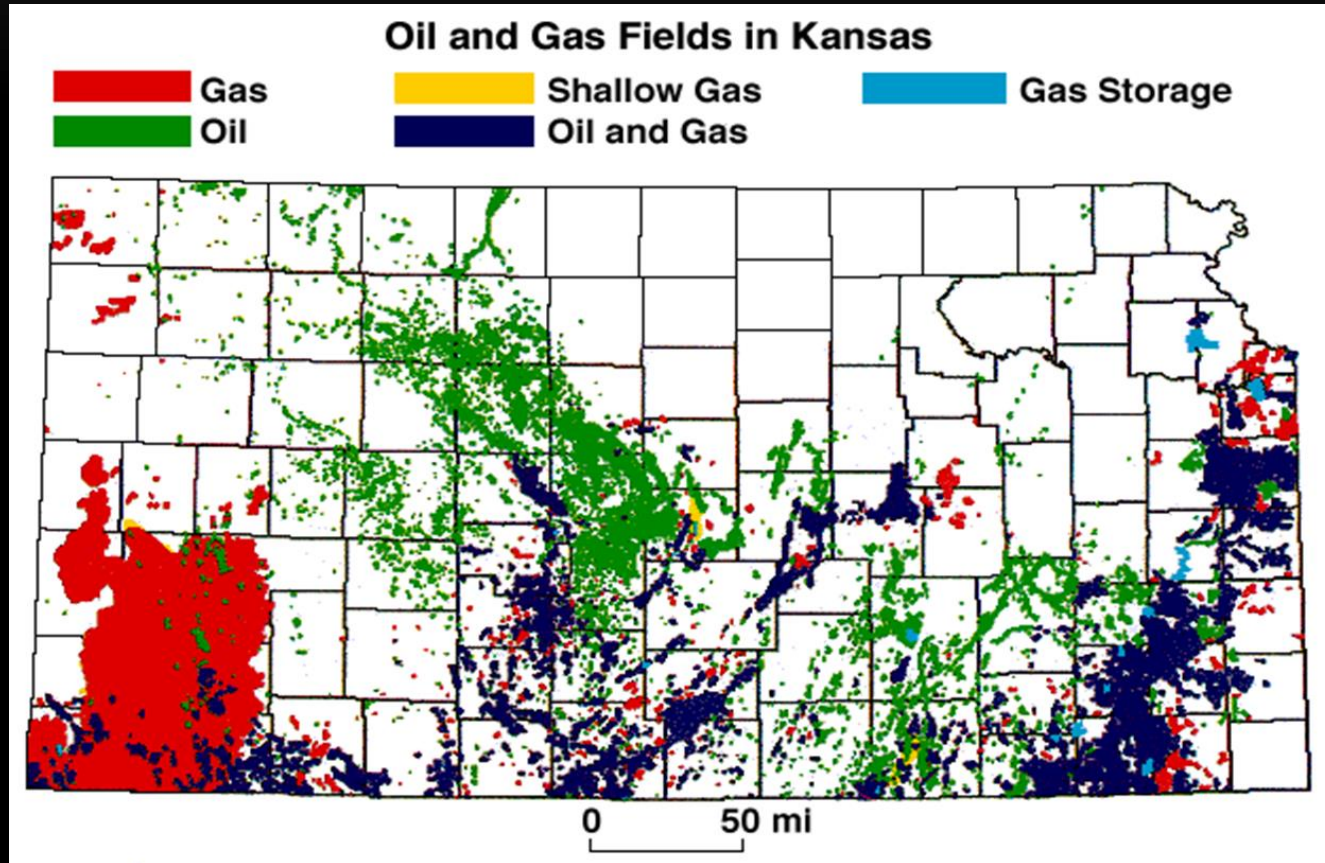 Oil and Gas Fields in Kansas
Gas
Shallow Gas
Gas Storage
Oil
Oil and Gas
0 50 mi